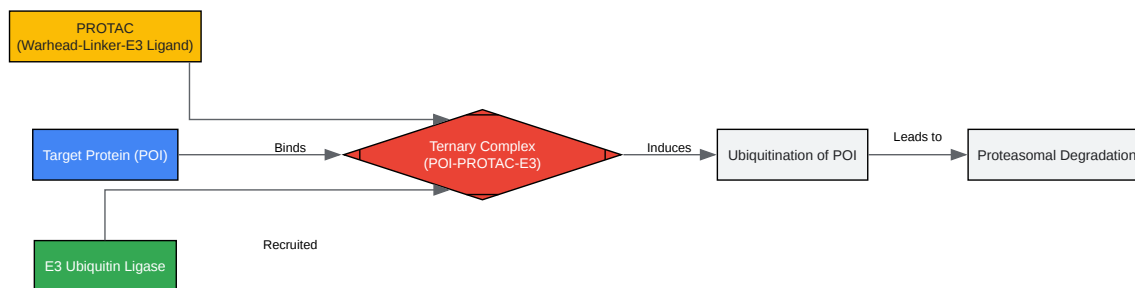 PROTAC
(Warhead-Linker-E3 Ligand)
Target Protein (POI)
Binds
Ternary Complex
(POI-PROTAC-E3)
Induces
Ubiquitination of POI
Leads to
Proteasomal Degradation
Recruited
E3 Ubiquitin Ligase